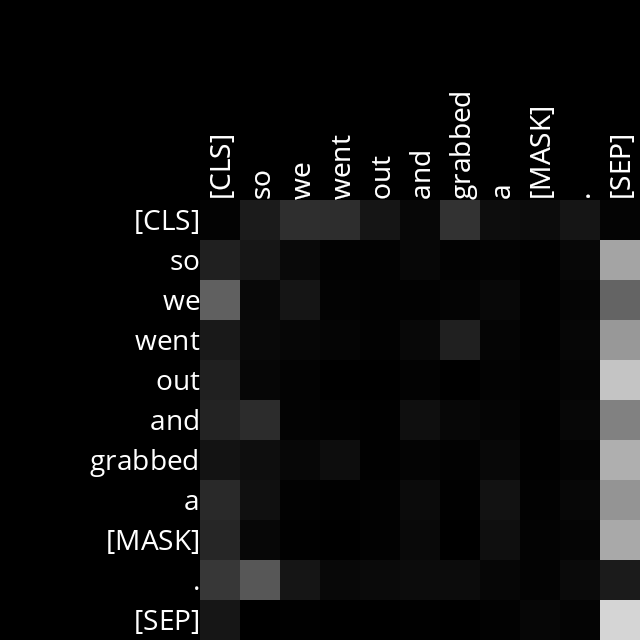 [CLS] so we went out and grabbed a [MASK] . [SEP]
[CLS]
so
we
went
out
and
grabbed
a
[MASK]
.
[SEP]